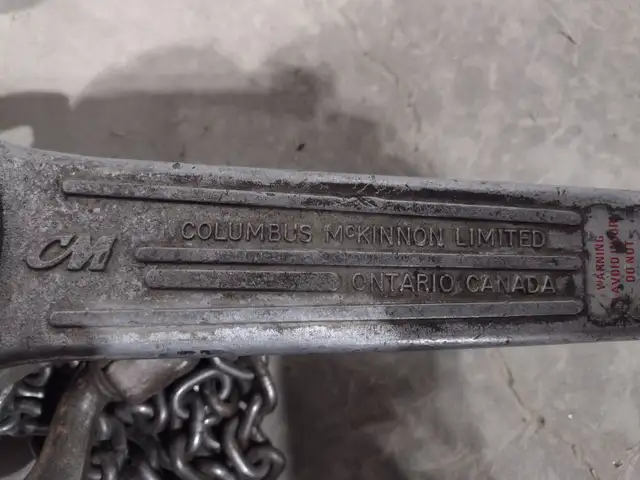 CM
COLUMBUS McKINNON LIMITED
ONTARIO CANADA
WARNING
AVOID
DO NOT